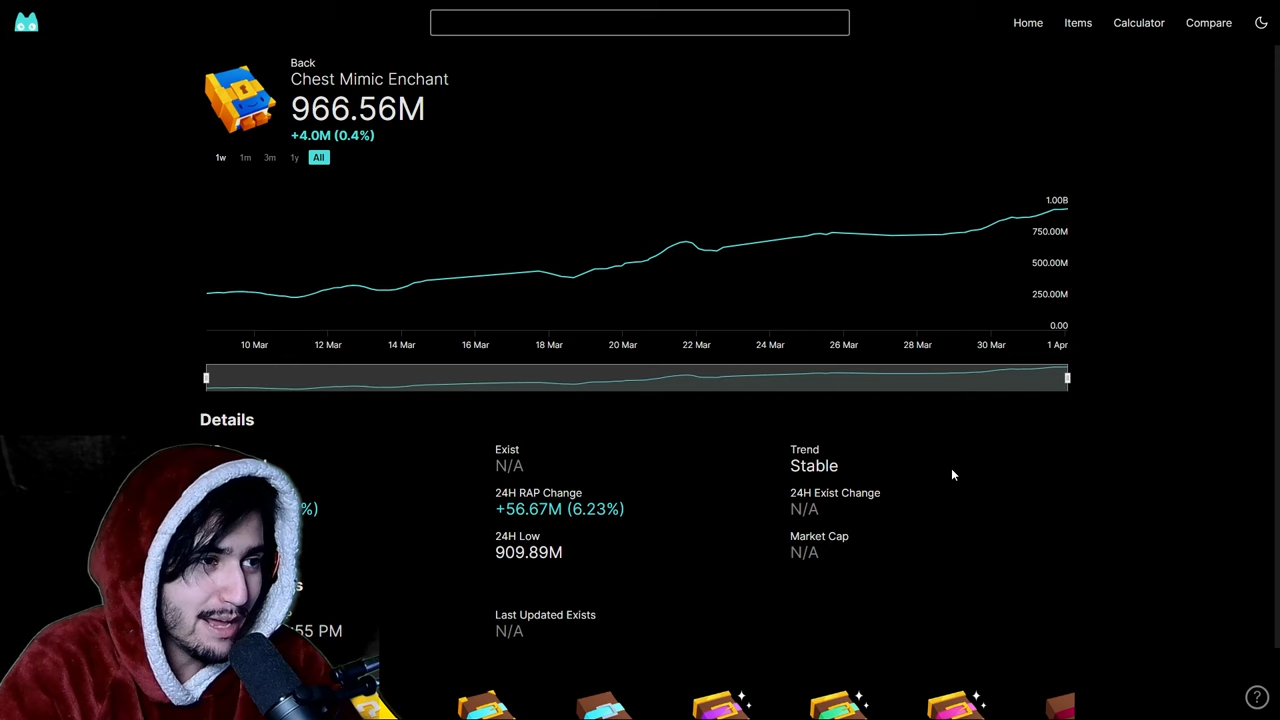 Home Items Calculator Compare
Back
Chest Mimic Enchant
966.56M
+4.0M (0.4%)
1w 1m 3m 1y All
1.00B
750.00M
500.00M
250.00M
0.00
10 Mar 12 Mar 14 Mar 16 Mar 18 Mar 20 Mar 22 Mar 24 Mar 26 Mar 28 Mar 30 Mar 1 Apr
Details
Exist
N/A
Trend
Stable
%)
24H RAP Change
+56.67M (6.23%)
24H Exist Change
N/A
24H Low
909.89M
Market Cap
N/A
Last Updated Exists
:55 PM
N/A
?